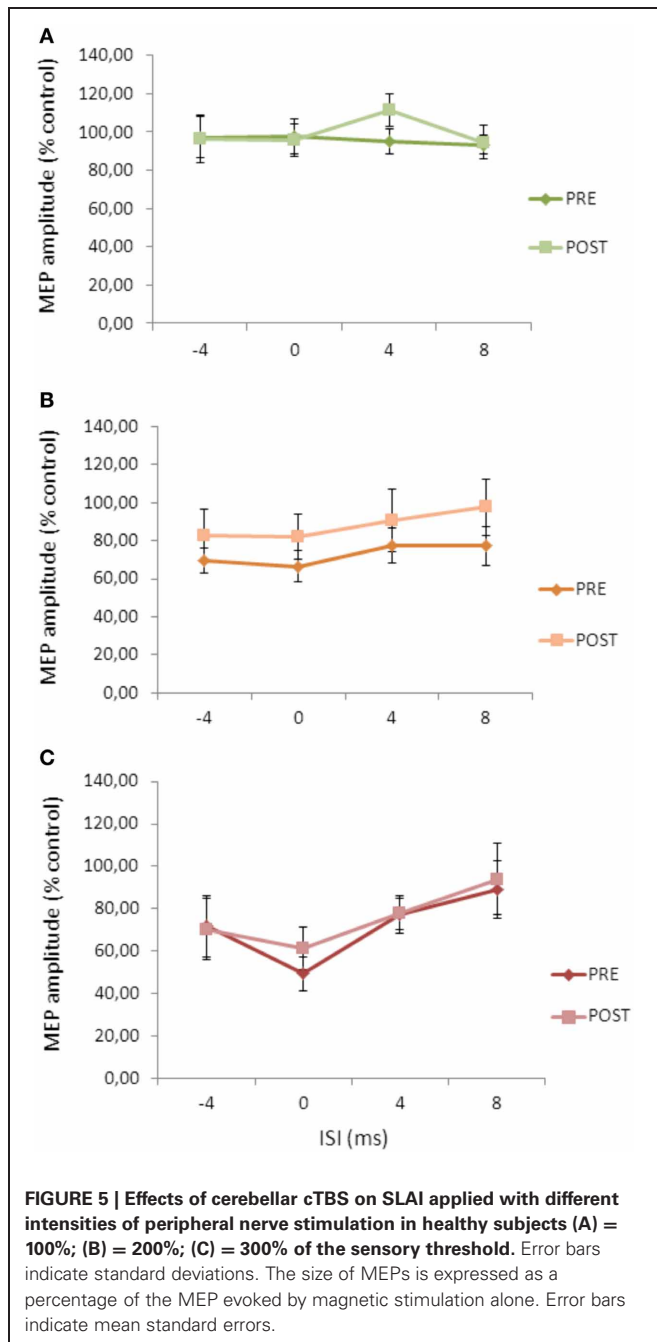 A
MEP amplitude (% control)
140,00
120,00
100,00
80,00
60,00
40,00
20,00
0,00
-4
0
4
8
PRE
POST
B
MEP amplitude (% control)
140,00
120,00
100,00
80,00
60,00
40,00
20,00
0,00
-4
0
4
8
PRE
POST
C
MEP amplitude (% control)
140,00
120,00
100,00
80,00
60,00
40,00
20,00
0,00
-4
0
4
8
ISI (ms)
PRE
POST
FIGURE 5 | Effects of cerebellar cTBS on SLAI applied with different
intensities of peripheral nerve stimulation in healthy subjects (A) =
100%; (B) = 200%; (C) = 300% of the sensory threshold. Error bars
indicate standard deviations. The size of MEPs is expressed as a
percentage of the MEP evoked by magnetic stimulation alone. Error bars
indicate mean standard errors.